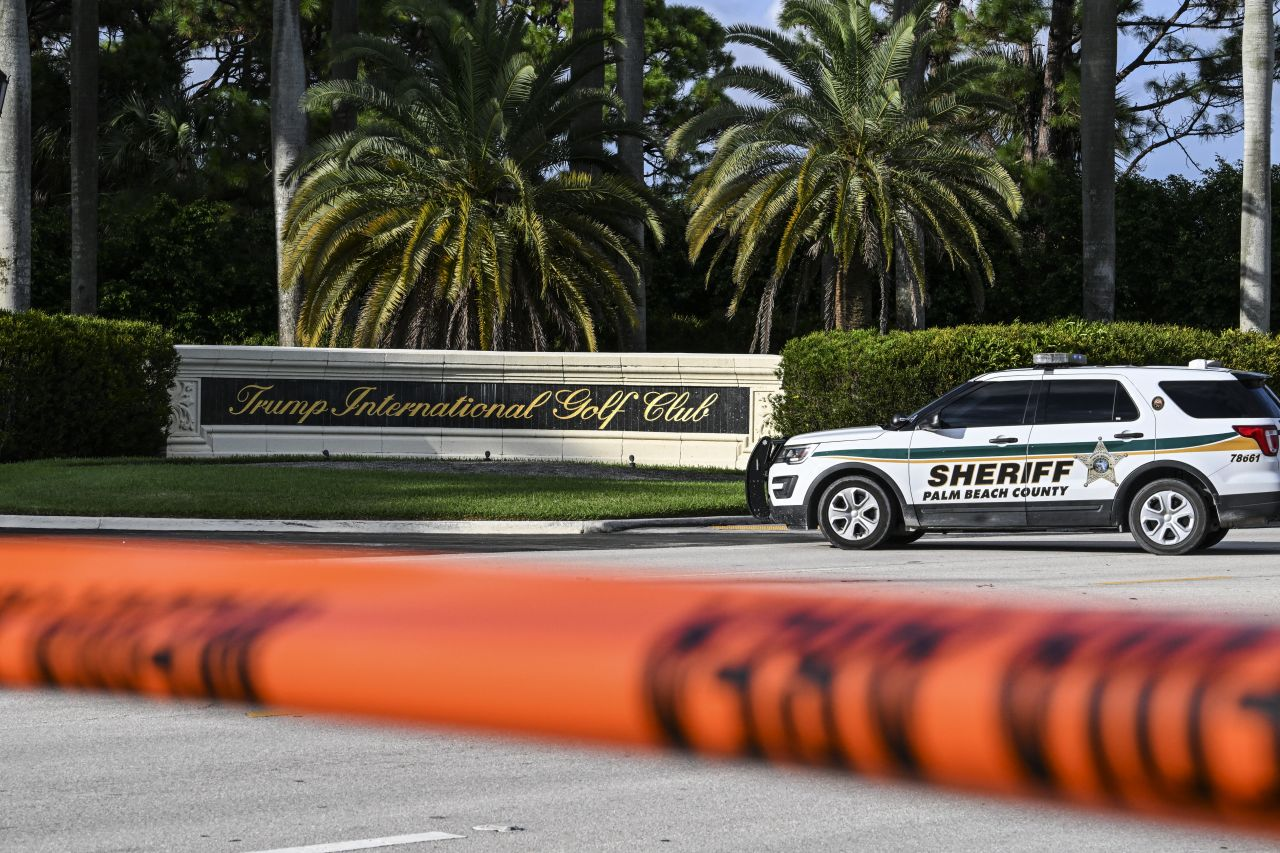 Trump International Golf Club
SHERIFF
PALM BEACH COUNTY
78661